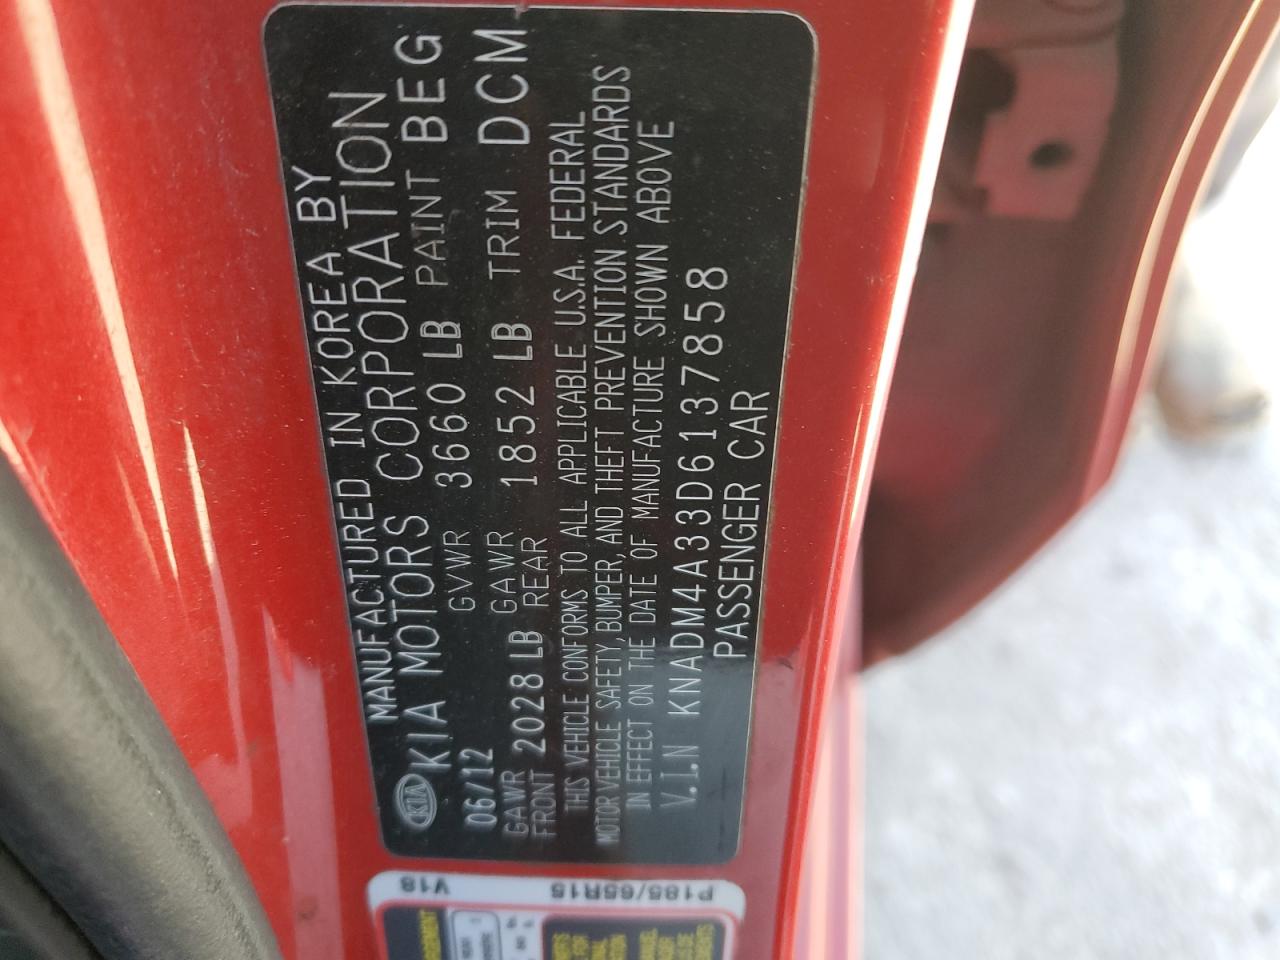 MANUFACTURED IN KOREA BY
KIA KIA MOTORS CORPORATION
06/12 GVWR 3660 LB PAINT BEG
GAWR FRONT 2028 LB GAWR REAR 1852 LB TRIM DCM
THIS VEHICLE CONFORMS TO ALL APPLICABLE U.S.A. FEDERAL
MOTOR VEHICLE SAFETY, BUMPER, AND THEFT PREVENTION STANDARDS
IN EFFECT ON THE DATE OF MANUFACTURE SHOWN ABOVE
V.I.N KNADM4A33D6137858
PASSENGER CAR
P185/65R15
V18